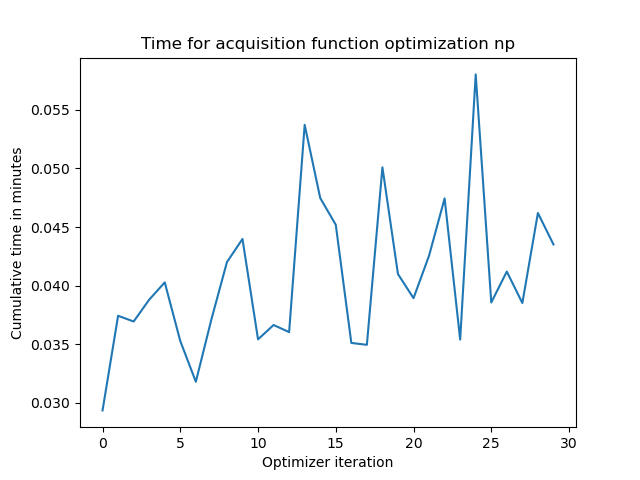 Time for acquisition function optimization np
0.055
0.050
0.045
0.040
0.035
0.030
Cumulative time in minutes
0 5 10 15 20 25 30
Optimizer iteration